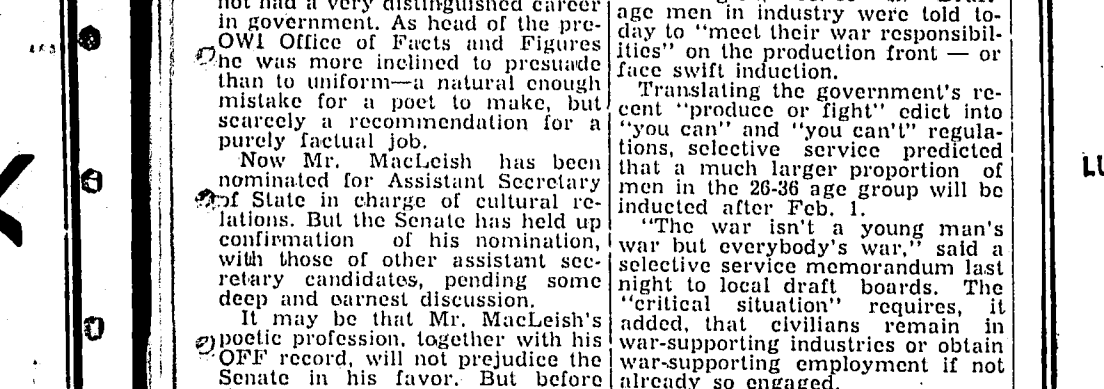 not had a very distinguished career
in government. As head of the pre-
OWI Office of Facts and Figures
he was more inclined to presuade
than to uniform—a natural enough
mistake for a poet to make, but
scarcely a recommendation for a
purely factual job.
Now Mr. MacLeish has been
nominated for Assistant Secretary
of State in charge of cultural re-
lations. But the Senate has held up
confirmation of his nomination,
with those of other assistant sec-
retary candidates, pending some
deep and earnest discussion.
It may be that Mr. MacLeish's
poetic profession, together with his
OFF record, will not prejudice the
Senate in his favor. But before
age men in industry were told to-
day to "meet their war responsibil-
ities" on the production front — or
face swift induction.
Translating the government's re-
cent "produce or fight" edict into
"you can" and "you can't" regula-
tions, selective service predicted
that a much larger proportion of
men in the 26-36 age group will be
inducted after Feb. 1.
"The war isn't a young man's
war but everybody's war," said a
selective service memorandum last
night to local draft boards. The
"critical situation" requires, it
added, that civilians remain in
war-supporting industries or obtain
war-supporting employment if not
already so engaged.